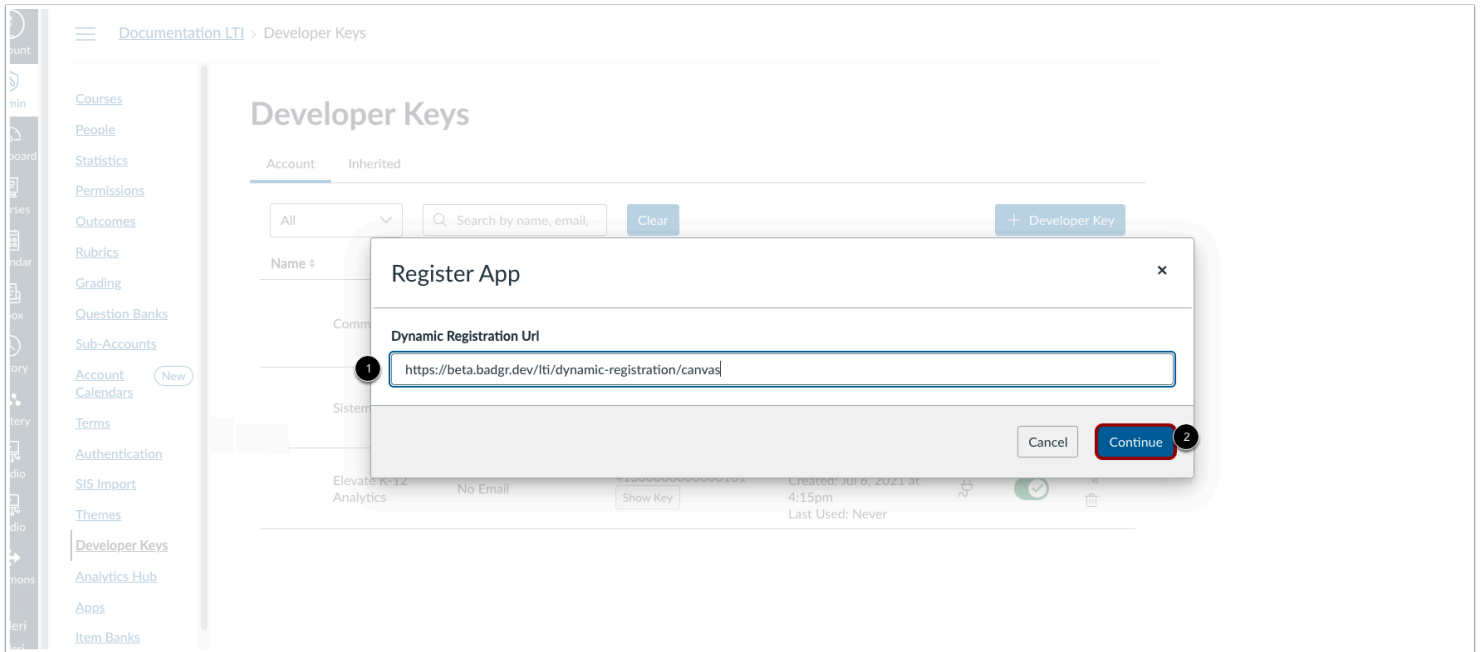 Documentation LTI > Developer Keys
Courses
People
Statistics
Permissions
Outcomes
Rubrics
Grading
Question Banks
Sub-Accounts
Account Calendars
New
Terms
Authentication
SIS Import
Themes
Developer Keys
Analytics Hub
Apps
Item Banks
Developer Keys
Account Inherited
All
Search by name, email,
Clear
+ Developer Key
Name
Register App
×
Dynamic Registration Url
1
https://beta.badgr.dev/lti/dynamic-registration/canvas
Cancel
Continue
2
Elevate K-12
Analytics
No Email
Show Key
Created: Jul 6, 2021 at
4:15pm
Last Used: Never